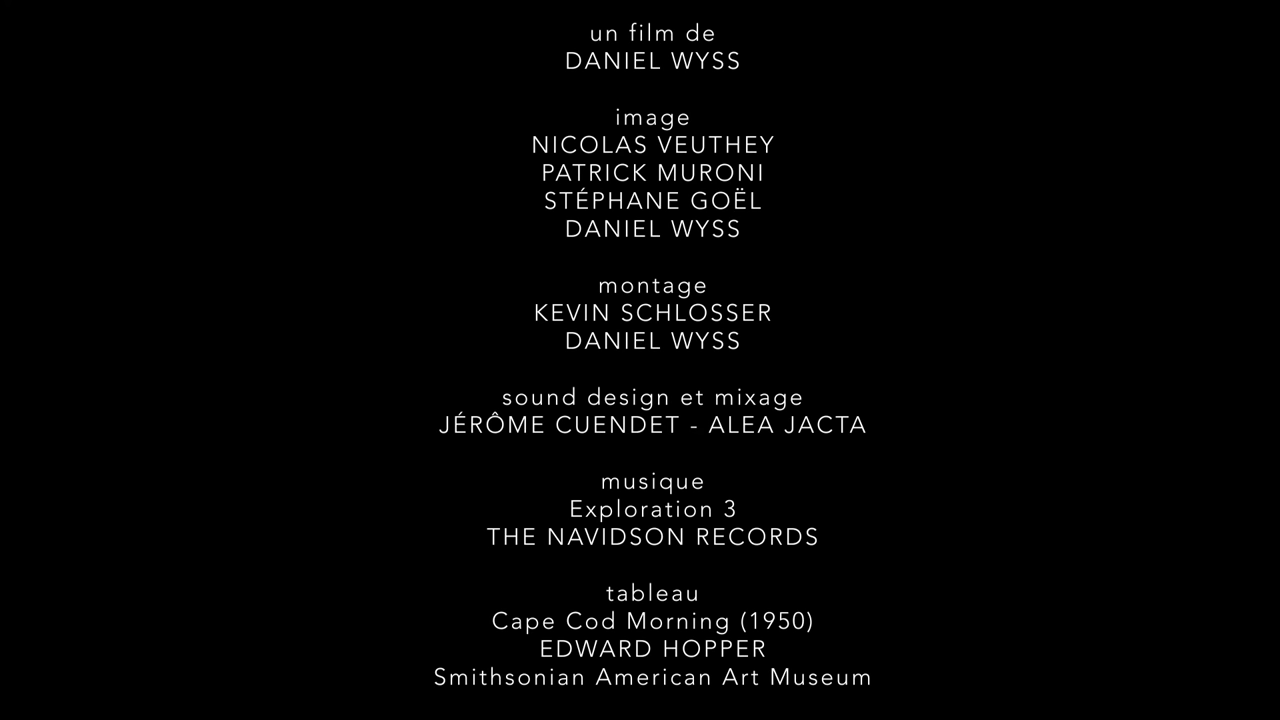 un film de
DANIEL WYSS
image
NICOLAS VEUTHEY
PATRICK MURONI
STÉPHANE GOËL
DANIEL WYSS
montage
KEVIN SCHLOSSER
DANIEL WYSS
sound design et mixage
JÉRÔME CUENDET - ALEA JACTA
musique
Exploration 3
THE NAVIDSON RECORDS
tableau
Cape Cod Morning (1950)
EDWARD HOPPER
Smithsonian American Art Museum